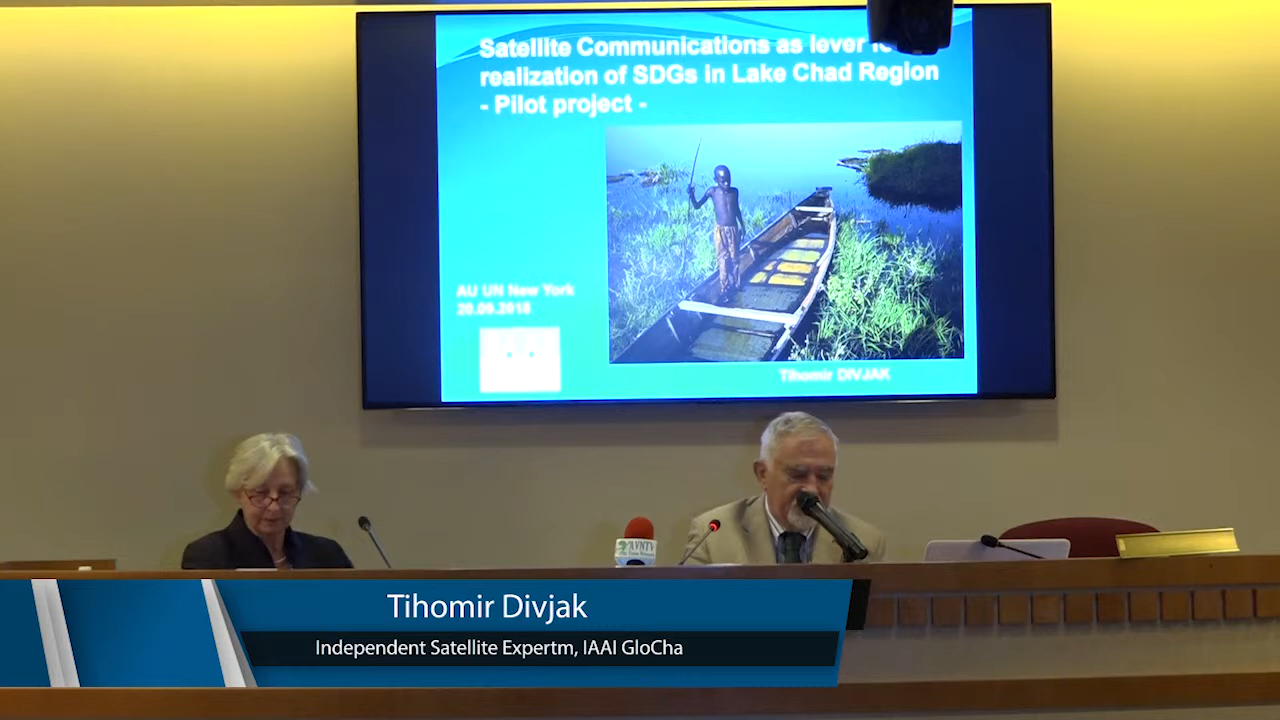 Satellite Communications as lever
realization of SDGs in Lake Chad Region
- Pilot project -
AU UN New York
20.09.2018
Tihomir DIVJAK
AVNTV
Tihomir Divjak
Independent Satellite Expertm, IAAI GloCha